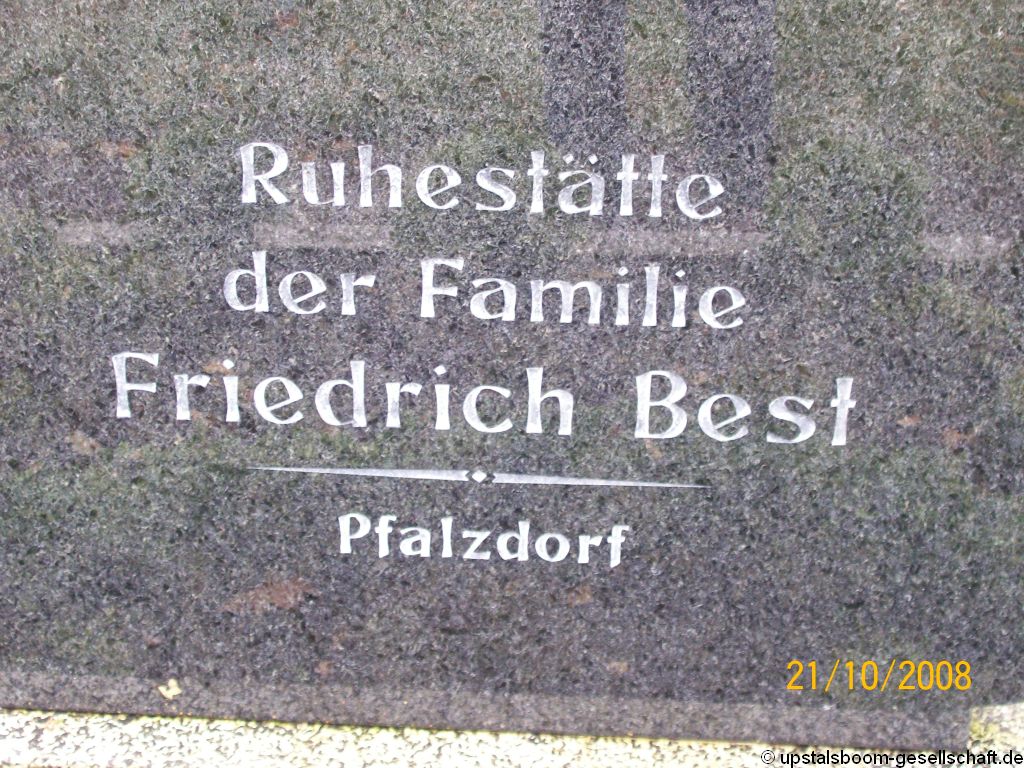 Ruhestätte
der Familie
Friedrich Best
Pfalzdorf
21/10/2008
© upstalsboom-gesellschaft.de